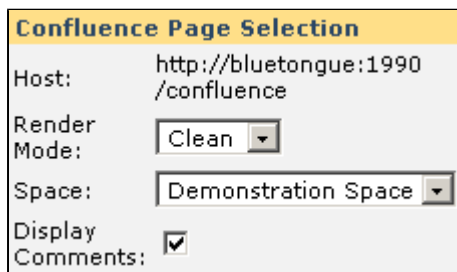 Confluence Page Selection
Host: http://bluetongue:1990
/confluence
Render
Mode: Clean
Space: Demonstration Space
Display
Comments: